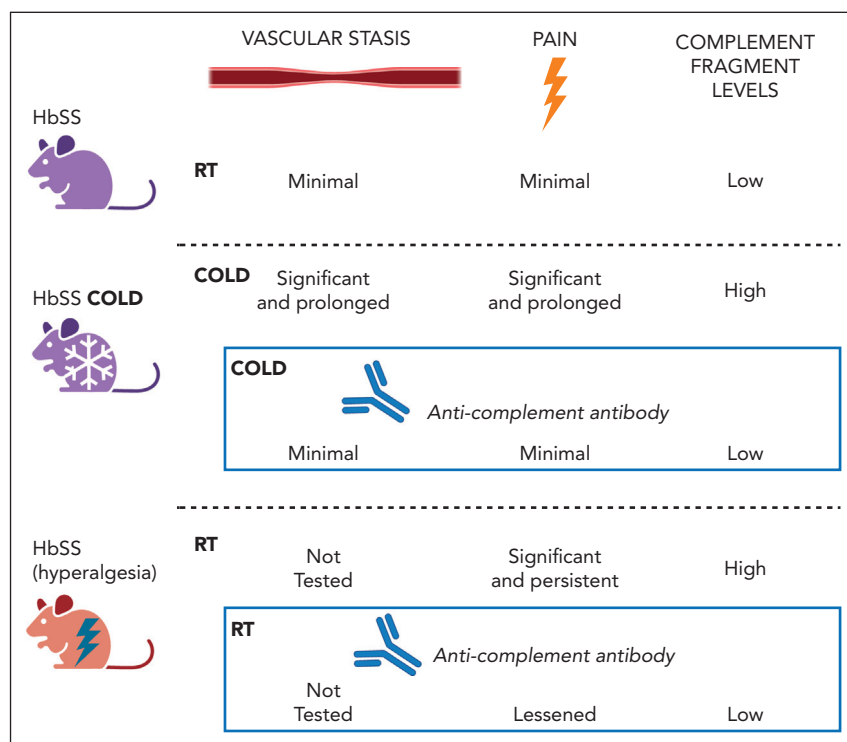 VASCULAR STASIS
PAIN
COMPLEMENT
FRAGMENT
LEVELS
HbSS
RT
Minimal
Minimal
Low
HbSS COLD
COLD
Significant
and prolonged
Significant
and prolonged
High
COLD
Anti-complement antibody
Minimal
Minimal
Low
HbSS
(hyperalgesia)
RT
Not
Tested
Significant
and persistent
High
RT
Anti-complement antibody
Not
Tested
Lessened
Low